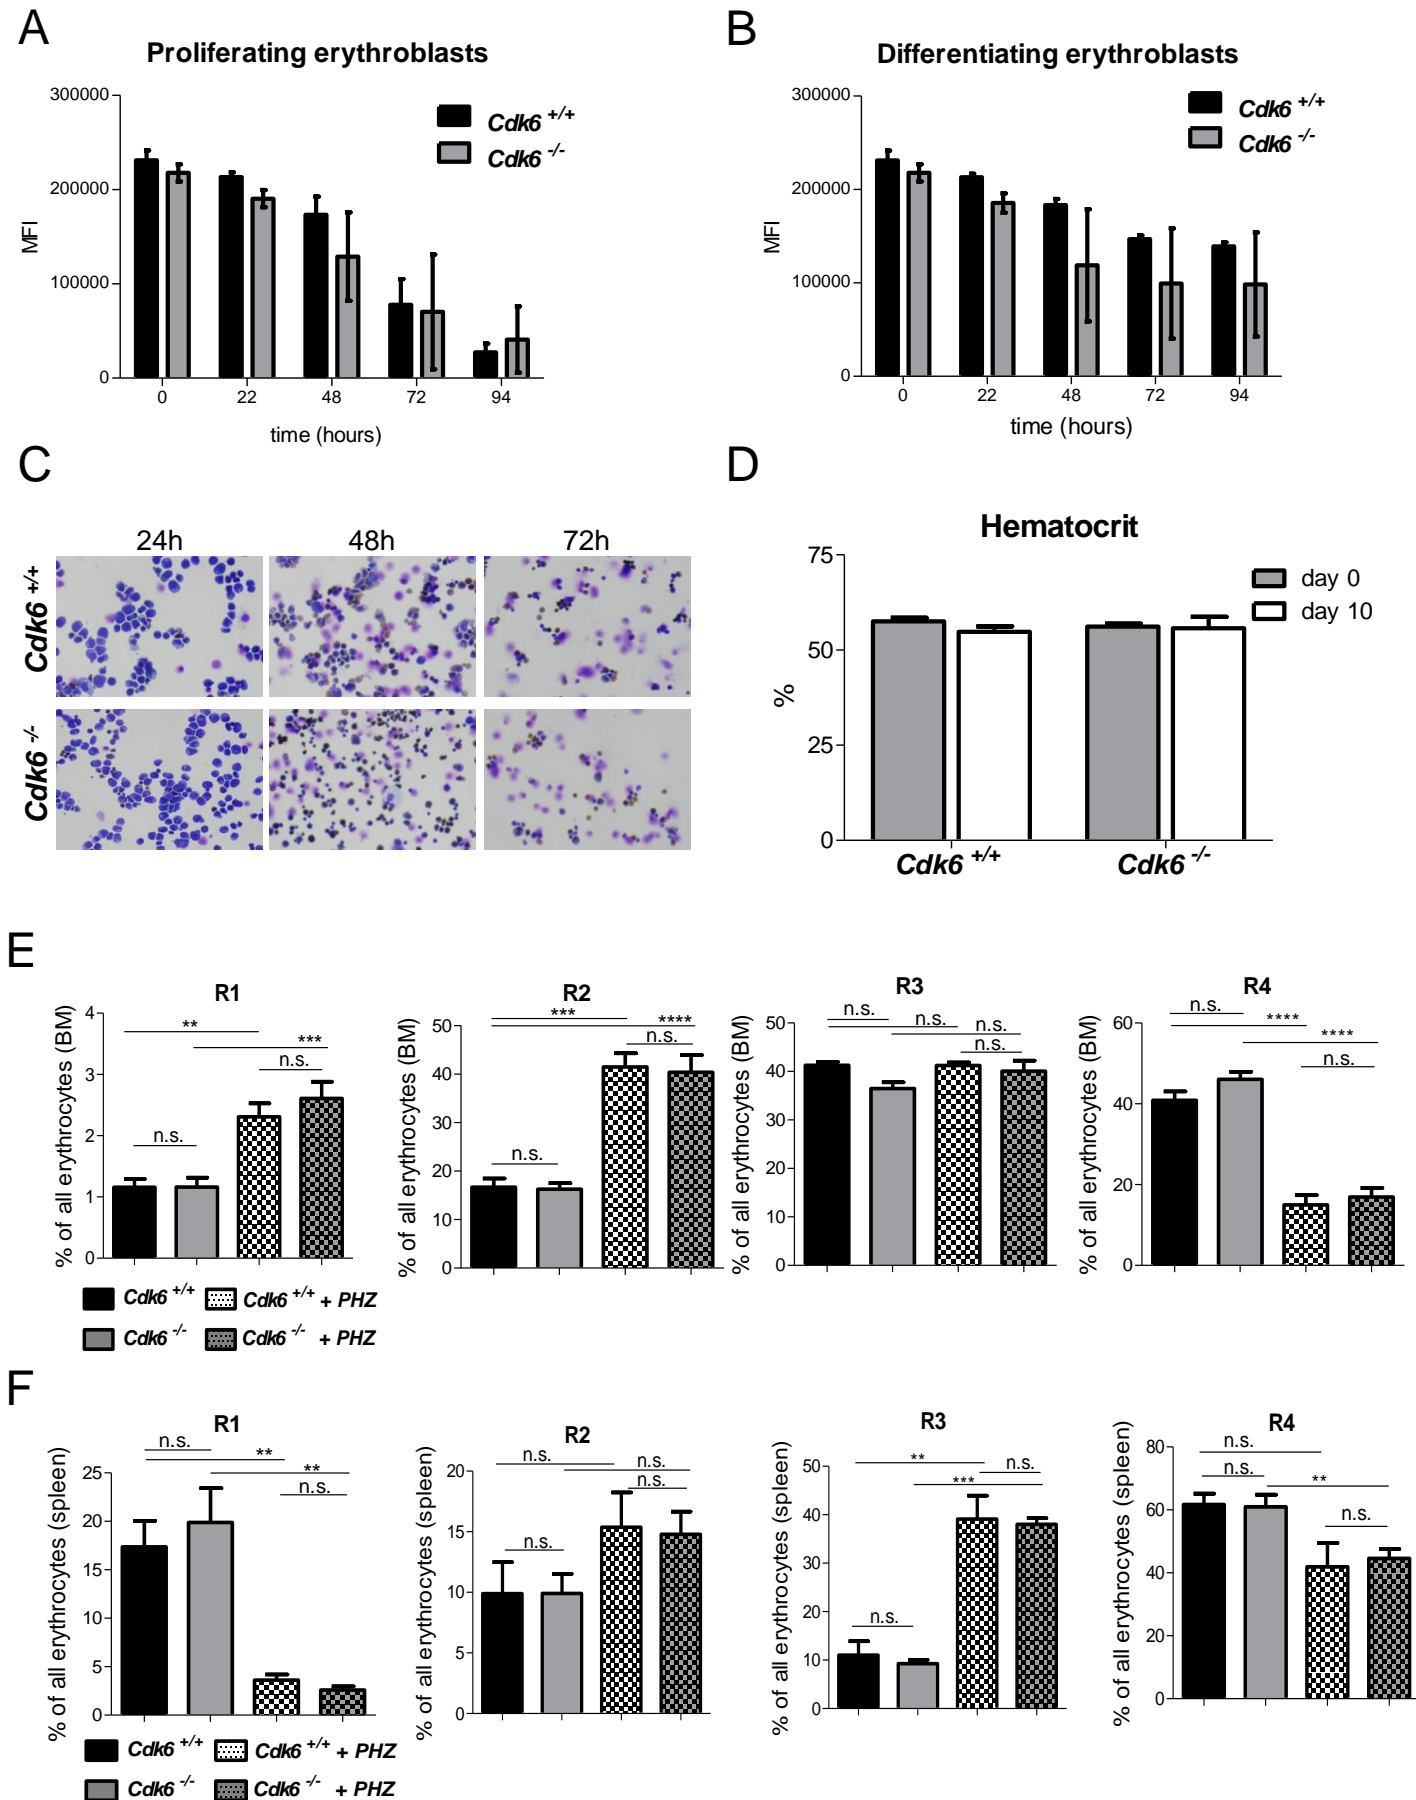 A
Proliferating erythroblasts
300000
200000
100000
0
MFI
Cdk6 +/+
Cdk6 -/-
0 22 48 72 94
time (hours)
B
Differentiating erythroblasts
300000
200000
100000
0
MFI
Cdk6 +/+
Cdk6 -/-
0 22 48 72 94
time (hours)
C
24h 48h 72h
Cdk6 +/+
Cdk6 -/-
D
Hematocrit
75
50
25
0
%
day 0
day 10
Cdk6 +/+ Cdk6 -/-
E
R1
% of all erythrocytes (BM)
4
3
2
1
0
**
***
n.s.
n.s.
R2
% of all erythrocytes (BM)
50
40
30
20
10
0
***
****
n.s.
n.s.
R3
% of all erythrocytes (BM)
50
40
30
20
10
0
n.s.
n.s. n.s.
n.s.
R4
% of all erythrocytes (BM)
60
40
20
0
n.s.
****
****
n.s.
Cdk6 +/+ Cdk6 +/+ + PHZ
Cdk6 -/- Cdk6 -/- + PHZ
F
R1
% of all erythrocytes (spleen)
25
20
15
10
5
0
n.s.
**
**
n.s.
R2
% of all erythrocytes (spleen)
20
15
10
5
0
n.s. n.s.
n.s.
n.s.
R3
% of all erythrocytes (spleen)
50
40
30
20
10
0
** n.s.
***
n.s.
R4
% of all erythrocytes (spleen)
80
60
40
20
0
n.s.
n.s.
**
n.s.
Cdk6 +/+ Cdk6 +/+ + PHZ
Cdk6 -/- Cdk6 -/- + PHZ